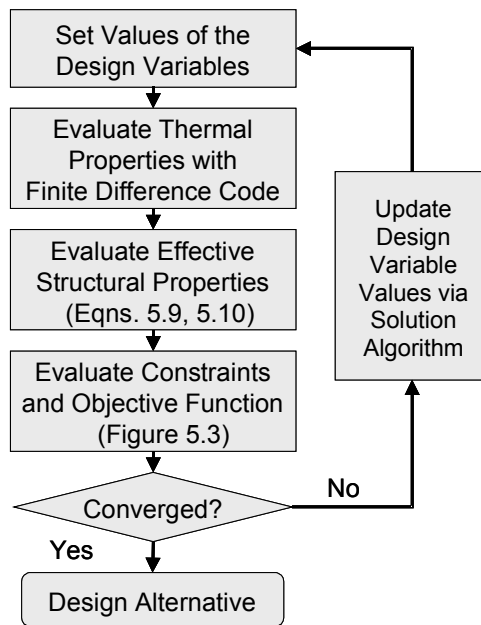 Set Values of the
Design Variables
Evaluate Thermal
Properties with
Finite Difference Code
Evaluate Effective
Structural Properties
(Eqns. 5.9, 5.10)
Evaluate Constraints
and Objective Function
(Figure 5.3)
Converged?
No
Yes
Design Alternative
Update
Design
Variable
Values via
Solution
Algorithm